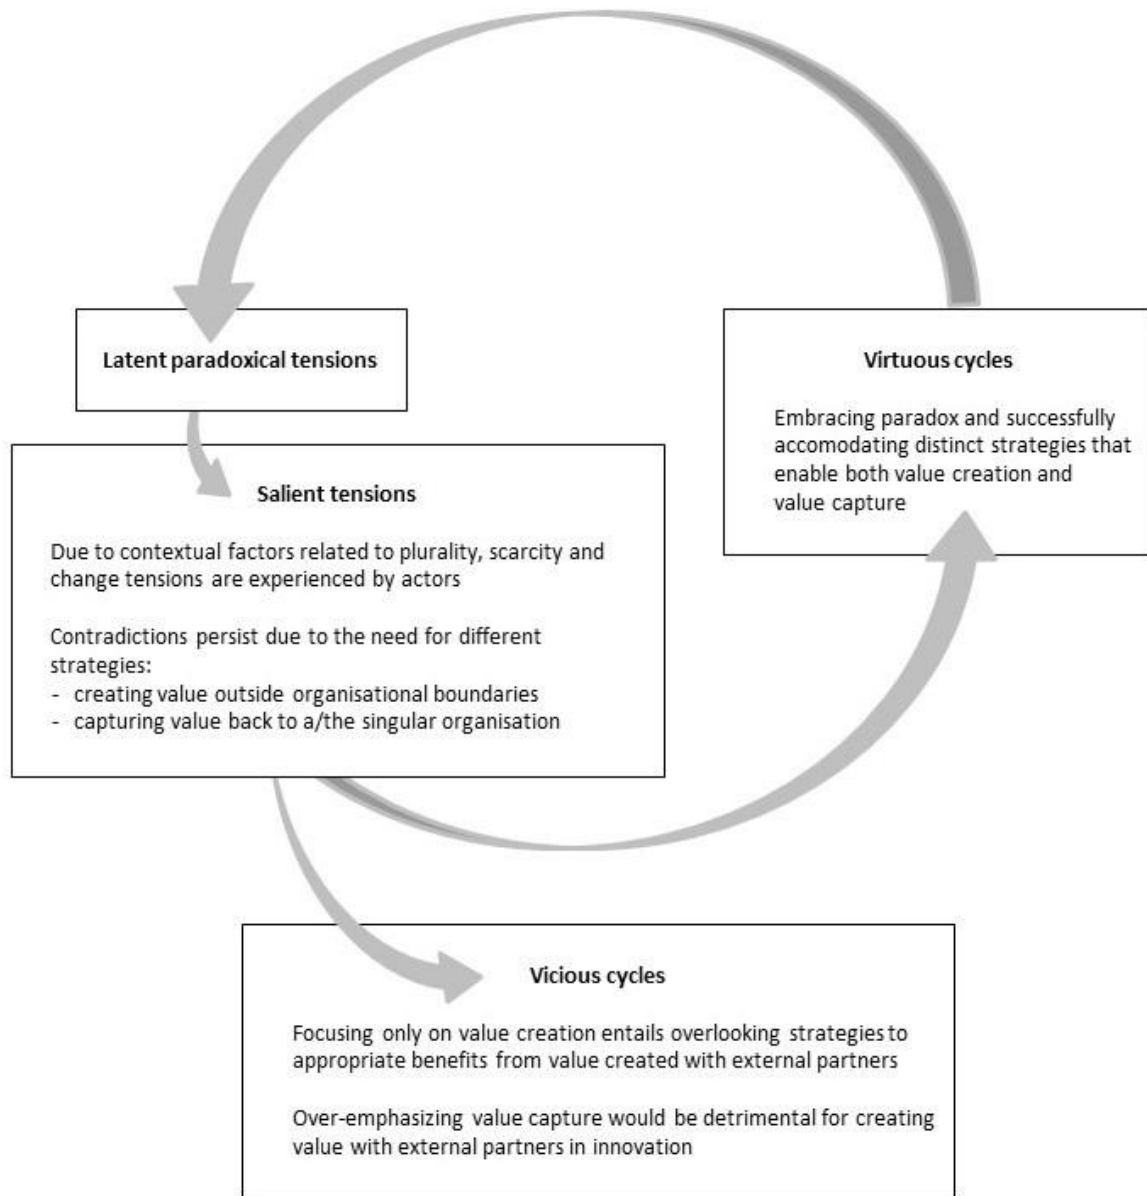 Latent paradoxical tensions
Virtuous cycles
Embracing paradox and successfully
accomodating distinct strategies that
enable both value creation and
value capture
Salient tensions
Due to contextual factors related to plurality, scarcity and
change tensions are experienced by actors
Contradictions persist due to the need for different
strategies:
- creating value outside organisational boundaries
- capturing value back to a/the singular organisation
Vicious cycles
Focusing only on value creation entails overlooking strategies to
appropriate benefits from value created with external partners
Over-emphasizing value capture would be detrimental for creating
value with external partners in innovation